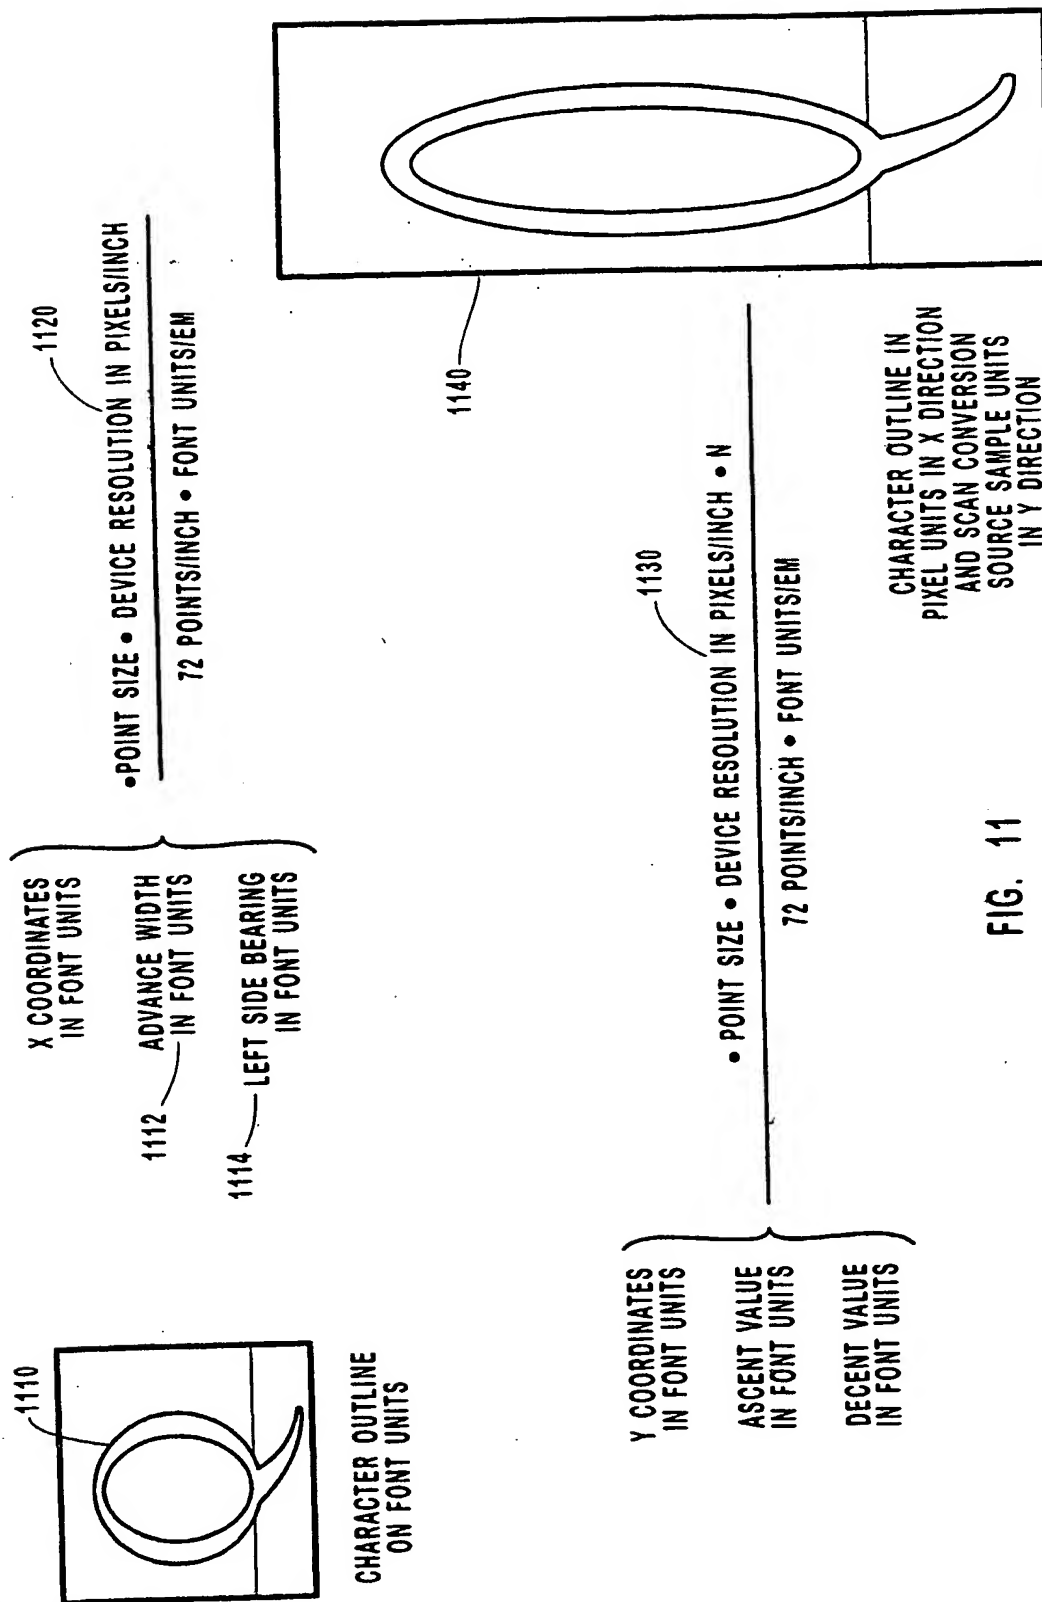 1110
CHARACTER OUTLINE
ON FONT UNITS
X COORDINATES
IN FONT UNITS
1112
ADVANCE WIDTH
IN FONT UNITS
1114
LEFT SIDE BEARING
IN FONT UNITS
1120
•POINT SIZE • DEVICE RESOLUTION IN PIXELS/INCH
72 POINTS/INCH • FONT UNITS/EM
Y COORDINATES
IN FONT UNITS
ASCENT VALUE
IN FONT UNITS
DECENT VALUE
IN FONT UNITS
1130
• POINT SIZE • DEVICE RESOLUTION IN PIXELS/INCH • N
72 POINTS/INCH • FONT UNITS/EM
1140
CHARACTER OUTLINE IN
PIXEL UNITS IN X DIRECTION
AND SCAN CONVERSION
SOURCE SAMPLE UNITS
IN Y DIRECTION
FIG. 11